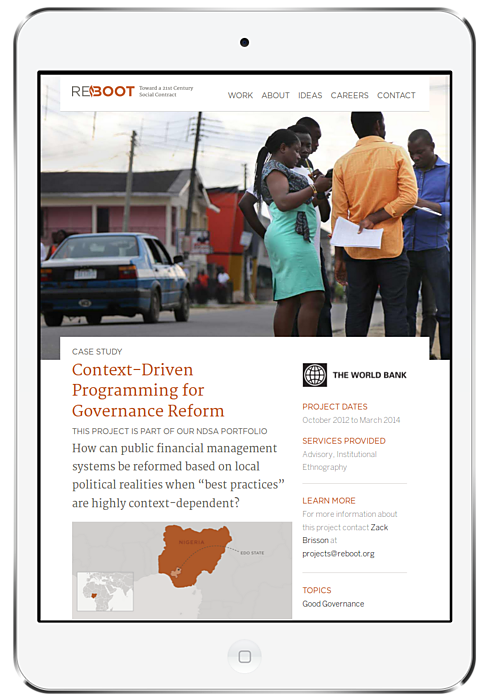 REBOOT
Toward a 21st Century
Social Contract
WORK ABOUT IDEAS CAREERS CONTACT
CASE STUDY
Context-Driven
Programming for
Governance Reform
THIS PROJECT IS PART OF OUR NDSA PORTFOLIO
How can public financial management
systems be reformed based on local
political realities when “best practices”
are highly context-dependent?
NIGERIA
EDO STATE
THE WORLD BANK
PROJECT DATES
October 2012 to March 2014
SERVICES PROVIDED
Advisory, Institutional
Ethnography
LEARN MORE
For more information about
this project contact Zack
Brisson at
projects@reboot.org
TOPICS
Good Governance